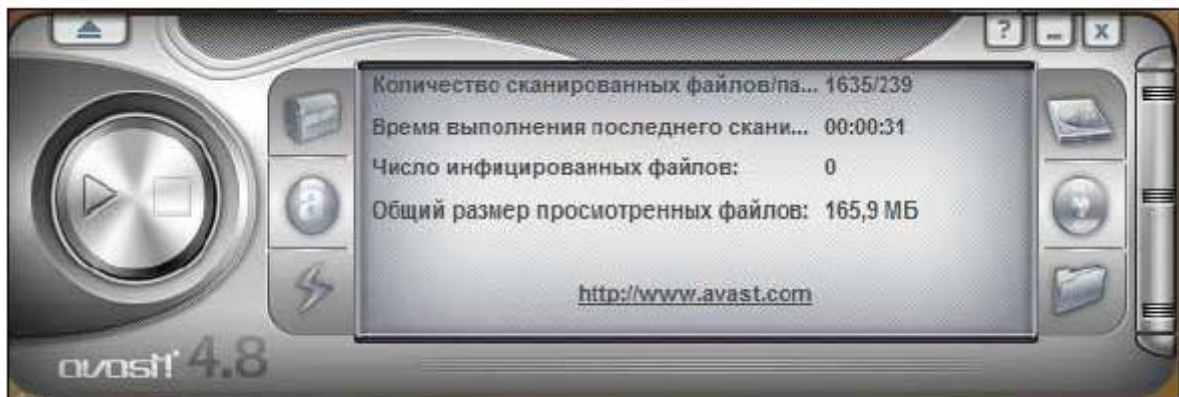 ? _ x
Количество сканированных файлов/па... 1635/239
Время выполнения последнего скани... 00:00:31
Число инфицированных файлов: 0
Общий размер просмотренных файлов: 165,9 МБ
http://www.avast.com
a
avast! 4.8